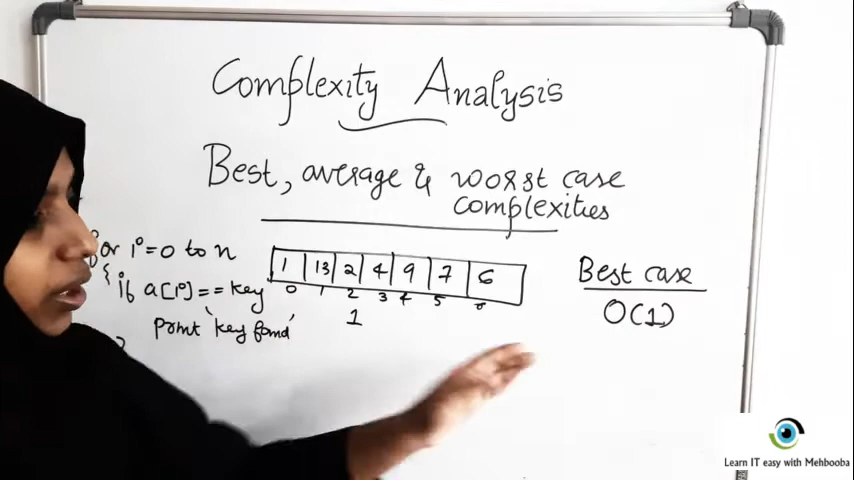 Complexity Analysis
Best, average & worst case
complexities
for i=0 to n
{ if a[i]==key
print 'key found'
}
1 13 2 4 9 7 6
0 1 2 3 4 5 6
1
Best case
O(1)
Learn IT easy with Mehbooba